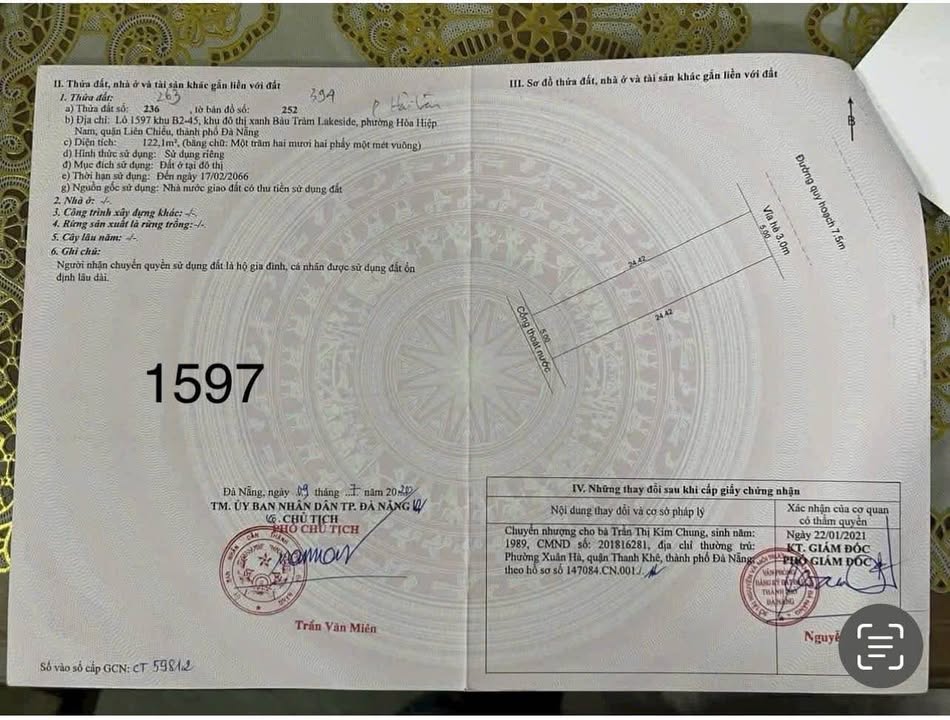 II. Thửa đất, nhà ở và tài sản khác gắn liền với đất
1. Thửa đất: 263 394
a) Thửa đất số: 236 , tờ bản đồ số: 252
P Hải Vân
b) Địa chỉ: Lô 1597 khu B2-45, khu đô thị xanh Bàu Tràm Lakeside, phường Hòa Hiệp
Nam, quận Liên Chiểu, thành phố Đà Nẵng
c) Diện tích: 122,1m², (bằng chữ: Một trăm hai mươi hai phẩy một mét vuông)
d) Hình thức sử dụng: Sử dụng riêng
đ) Mục đích sử dụng: Đất ở tại đô thị
e) Thời hạn sử dụng: Đến ngày 17/02/2066
g) Nguồn gốc sử dụng: Nhà nước giao đất có thu tiền sử dụng đất
2. Nhà ở: -/-
3. Công trình xây dựng khác: -/-
4. Rừng sản xuất là rừng trồng: -/-
5. Cây lâu năm: -/-
6. Ghi chú:
Người nhận chuyển quyền sử dụng đất là hộ gia đình, cá nhân được sử dụng đất ổn
định lâu dài.
1597
Đà Nẵng, ngày 09 tháng 7 năm 2020
TM. ỦY BAN NHÂN DÂN TP. ĐÀ NẴNG
CHỦ TỊCH
PHÓ CHỦ TỊCH
Trần Văn Miên
Số vào sổ cấp GCN: CT 59812
III. Sơ đồ thửa đất, nhà ở và tài sản khác gắn liền với đất
B
Đường quy hoạch 7.5m
Vỉa hè 3.0m
5.00
24.42
24.42
5.00
Cống thoát nước
IV. Những thay đổi sau khi cấp giấy chứng nhận
Nội dung thay đổi và cơ sở pháp lý
Xác nhận của cơ quan
có thẩm quyền
Chuyển nhượng cho bà Trần Thị Kim Chung, sinh năm:
1989, CMND số: 201816281, địa chỉ thường trú:
Phường Xuân Hà, quận Thanh Khê, thành phố Đà Nẵng,
theo hồ sơ số 147084.CN.001./.
Ngày 22/01/2021
KT. GIÁM ĐỐC
PHÓ GIÁM ĐỐC
VĂN PHÒNG
ĐĂNG KÝ ĐẤT ĐAI
THÀNH PHỐ
ĐÀ NẴNG